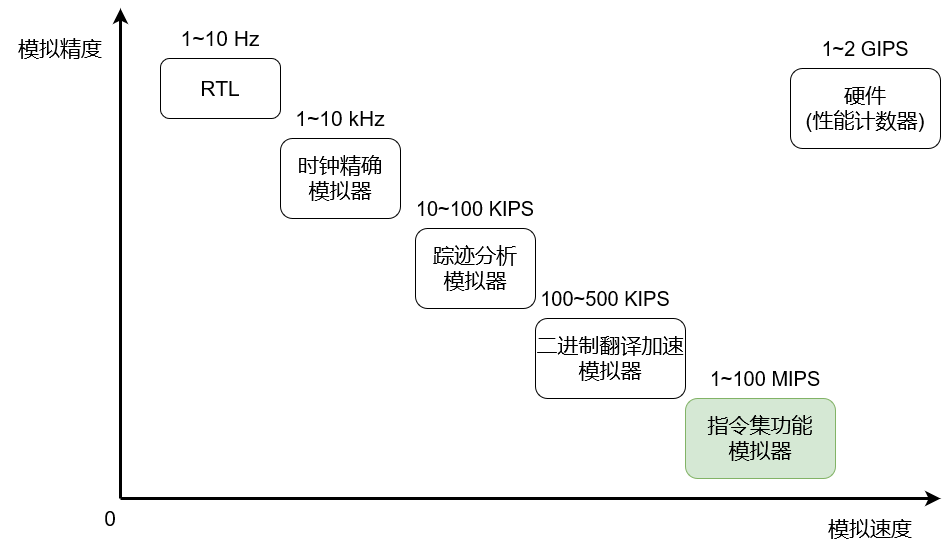 模拟精度
1~10 Hz
RTL
1~10 kHz
时钟精确
模拟器
10~100 KIPS
踪迹分析
模拟器
100~500 KIPS
二进制翻译加速
模拟器
1~100 MIPS
指令集功能
模拟器
1~2 GIPS
硬件
(性能计数器)
0
模拟速度